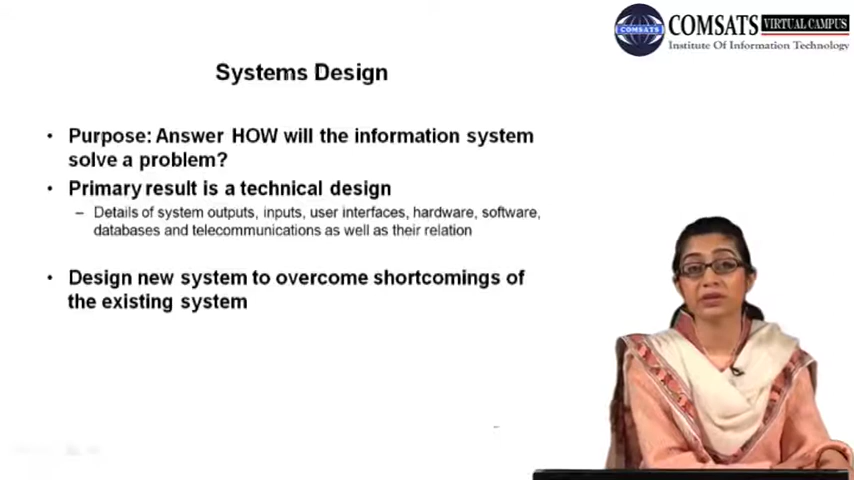 COMSATS VIRTUAL CAMPUS
Institute Of Information Technology
COMSATS
Systems Design
• Purpose: Answer HOW will the information system
solve a problem?
• Primary result is a technical design
– Details of system outputs, inputs, user interfaces, hardware, software,
databases and telecommunications as well as their relation
• Design new system to overcome shortcomings of
the existing system